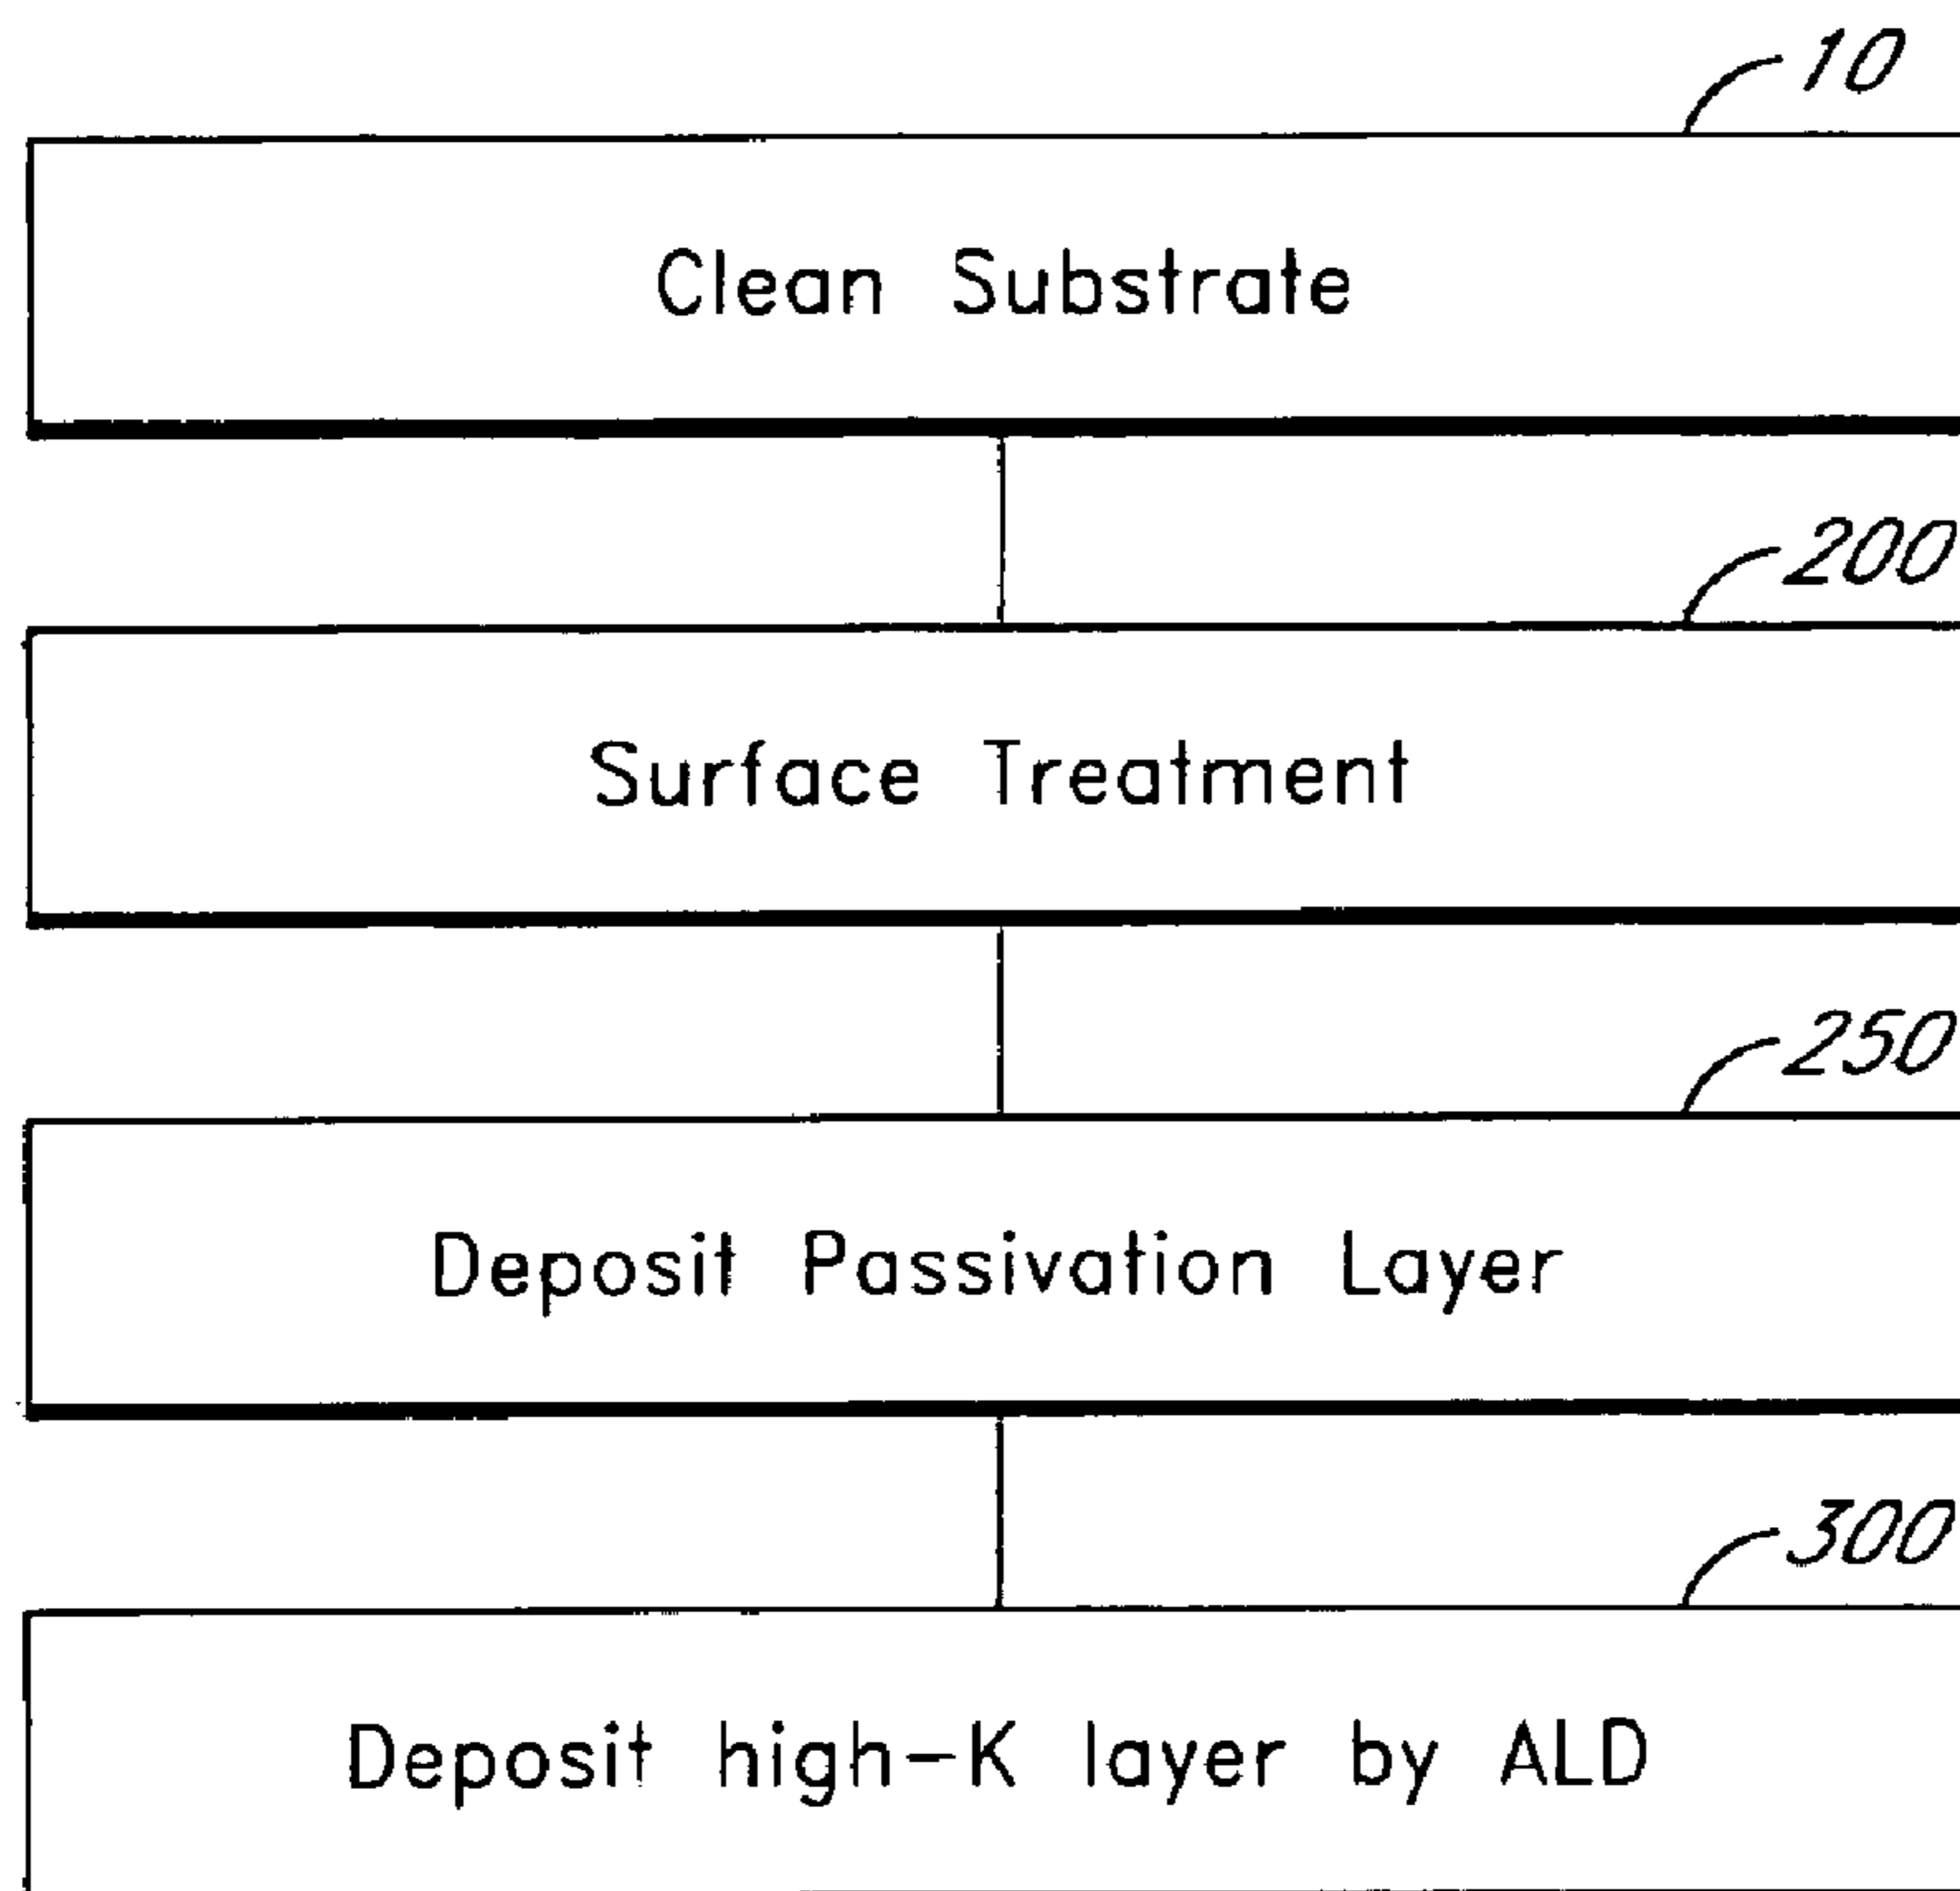 10
Clean Substrate
200
Surface Treatment
250
Deposit Passivation Layer
300
Deposit high-K layer by ALD